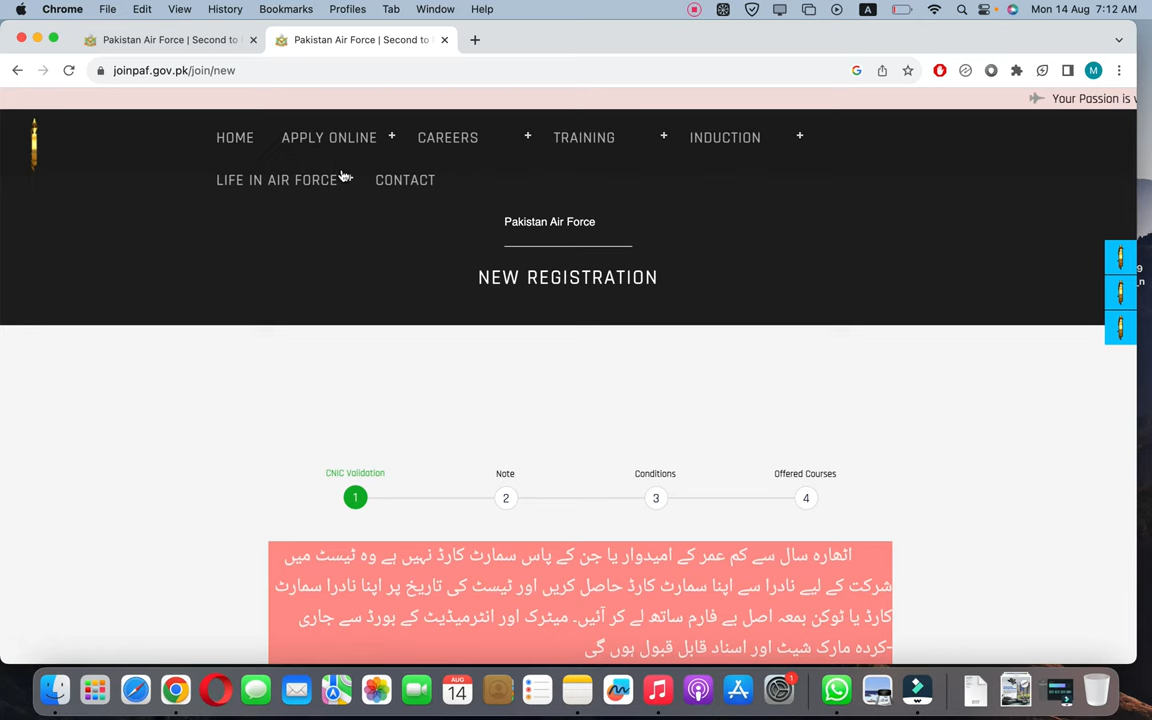 Chrome File Edit View History Bookmarks Profiles Tab Window Help A Mon 14 Aug 7:12 AM
Pakistan Air Force | Second to Pakistan Air Force | Second to
joinpaf.gov.pk/join/new M
Your Passion is
HOME APPLY ONLINE + CAREERS + TRAINING + INDUCTION +
LIFE IN AIR FORCE CONTACT
Pakistan Air Force
NEW REGISTRATION
CNIC Validation Note Conditions Offered Courses
1 2 3 4
اٹھارہ سال سے کم عمر کے امیدوار یا جن کے پاس سمارٹ کارڈ نہیں ہے وہ ٹیسٹ میں
شرکت کے لیے نادرا سے اپنا سمارٹ کارڈ حاصل کریں اور ٹیسٹ کی تاریخ پر اپنا نادرا سمارٹ
کارڈ یا ٹوکن بمعہ اصل بے فارم ساتھ لے کر آئیں۔ میٹرک اور انٹرمیڈیٹ کے بورڈ سے جاری
کردہ مارک شیٹ اور اسناد قابل قبول ہوں گی-
AUG
14
1